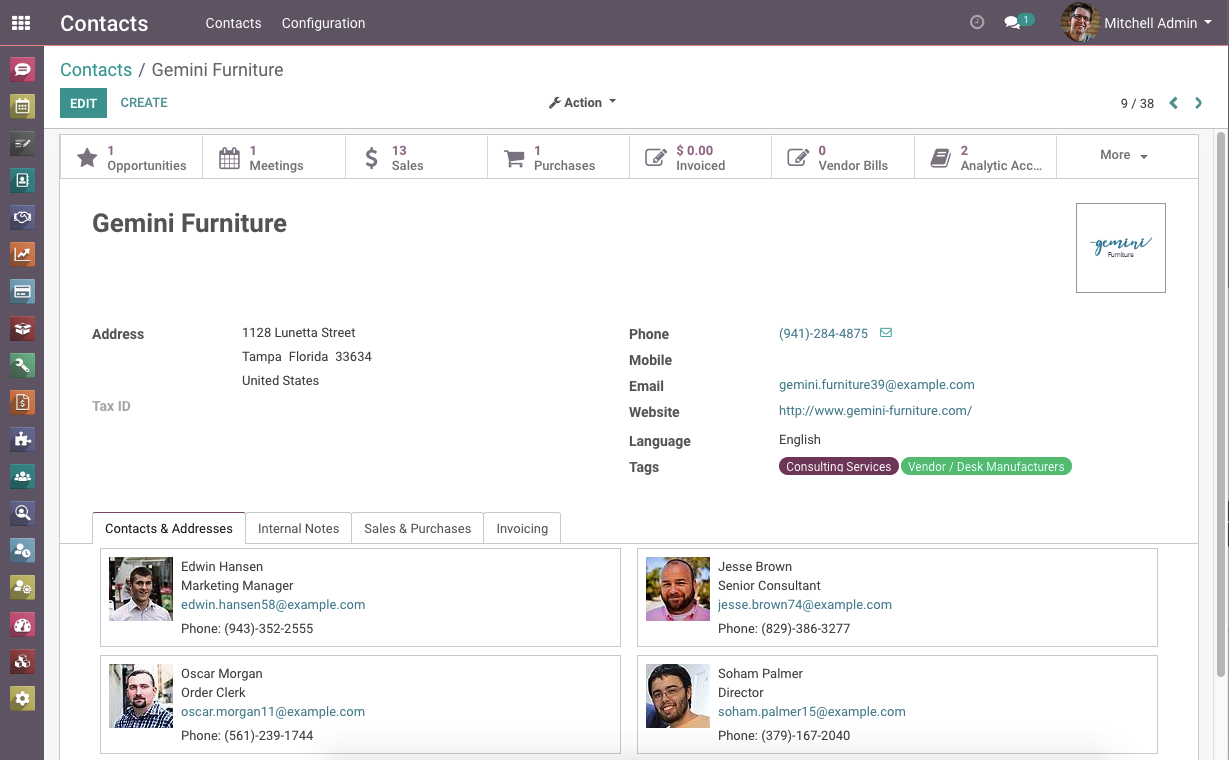 Contacts
Contacts
Configuration
1
Mitchell Admin
Contacts / Gemini Furniture
EDIT
CREATE
Action
9 / 38
1
Opportunities
1
Meetings
13
Sales
1
Purchases
$ 0.00
Invoiced
0
Vendor Bills
2
Analytic Acc...
More
Gemini Furniture
gemini
Furniture
Address
1128 Lunetta Street
Tampa Florida 33634
United States
Tax ID
Phone
(941)-284-4875
Mobile
Email
gemini.furniture39@example.com
Website
http://www.gemini-furniture.com/
Language
English
Tags
Consulting Services
Vendor / Desk Manufacturers
Contacts & Addresses
Internal Notes
Sales & Purchases
Invoicing
Edwin Hansen
Marketing Manager
edwin.hansen58@example.com
Phone: (943)-352-2555
Jesse Brown
Senior Consultant
jesse.brown74@example.com
Phone: (829)-386-3277
Oscar Morgan
Order Clerk
oscar.morgan11@example.com
Phone: (561)-239-1744
Soham Palmer
Director
soham.palmer15@example.com
Phone: (379)-167-2040